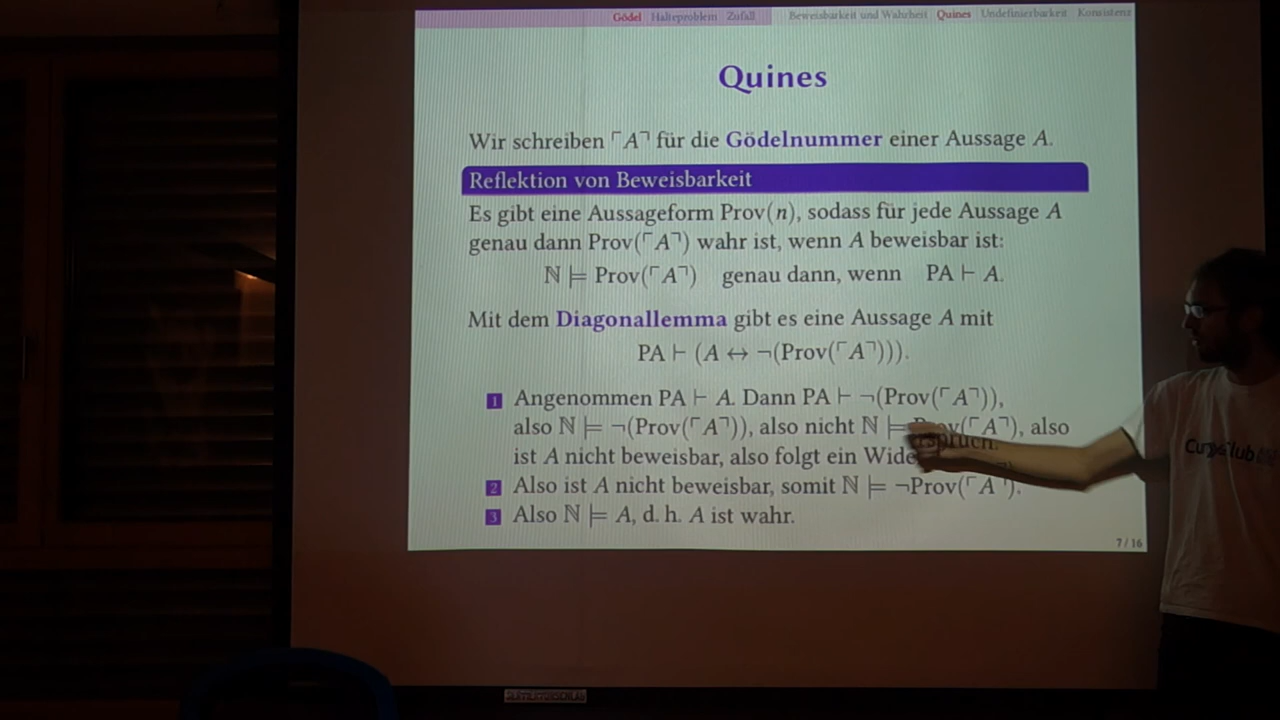 Gödel Halteproblem Zufall Beweisbarkeit und Wahrheit Quines Undefinierbarkeit Konsistenz
Quines
Wir schreiben ⌜A⌝ für die Gödelnummer einer Aussage A.
Reflektion von Beweisbarkeit
Es gibt eine Aussageform Prov(n), sodass für jede Aussage A
genau dann Prov(⌜A⌝) wahr ist, wenn A beweisbar ist:
ℕ ⊨ Prov(⌜A⌝) genau dann, wenn PA ⊢ A.
Mit dem Diagonallemma gibt es eine Aussage A mit
PA ⊢ (A ↔ ¬(Prov(⌜A⌝))).
1 Angenommen PA ⊢ A. Dann PA ⊢ ¬(Prov(⌜A⌝)),
also ℕ ⊨ ¬(Prov(⌜A⌝)), also nicht ℕ ⊨ Prov(⌜A⌝), also
ist A nicht beweisbar, also folgt ein Widerspruch.
2 Also ist A nicht beweisbar, somit ℕ ⊨ ¬Prov(⌜A⌝).
3 Also ℕ ⊨ A, d. h. A ist wahr.
7 / 16